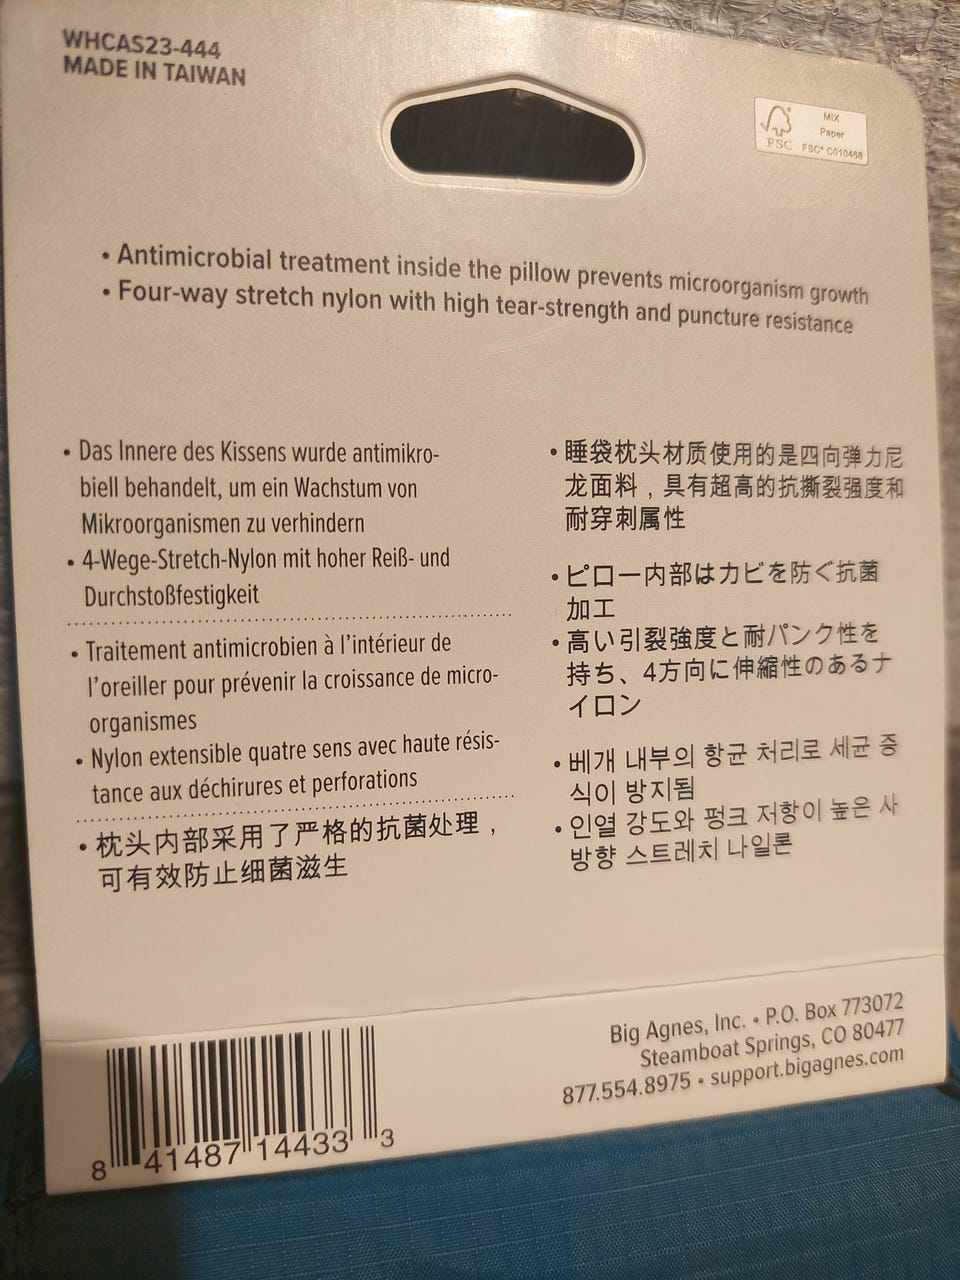 WHCAS23-444
MADE IN TAIWAN
MIX
Paper
FSC
FSC® C010468
• Antimicrobial treatment inside the pillow prevents microorganism growth
• Four-way stretch nylon with high tear-strength and puncture resistance
• Das Innere des Kissens wurde antimikro-
biell behandelt, um ein Wachstum von
Mikroorganismen zu verhindern
• 4-Wege-Stretch-Nylon mit hoher Reiß- und
Durchstoßfestigkeit
• Traitement antimicrobien à l'intérieur de
l'oreiller pour prévenir la croissance de micro-
organismes
• Nylon extensible quatre sens avec haute résis-
tance aux déchirures et perforations
• 枕头内部采用了严格的抗菌处理，
可有效防止细菌滋生
• 睡袋枕头材质使用的是四向弹力尼
龙面料，具有超高的抗撕裂强度和
耐穿刺属性
• ピロー内部はカビを防ぐ抗菌
加工
• 高い引裂強度と耐パンク性を
持ち、4方向に伸縮性のあるナ
イロン
• 베개 내부의 항균 처리로 세균 증
식이 방지됨
• 인열 강도와 펑크 저항이 높은 사
방향 스트레치 나일론
Big Agnes, Inc. • P.O. Box 773072
Steamboat Springs, CO 80477
877.554.8975 • support.bigagnes.com
8 41487 14433 3